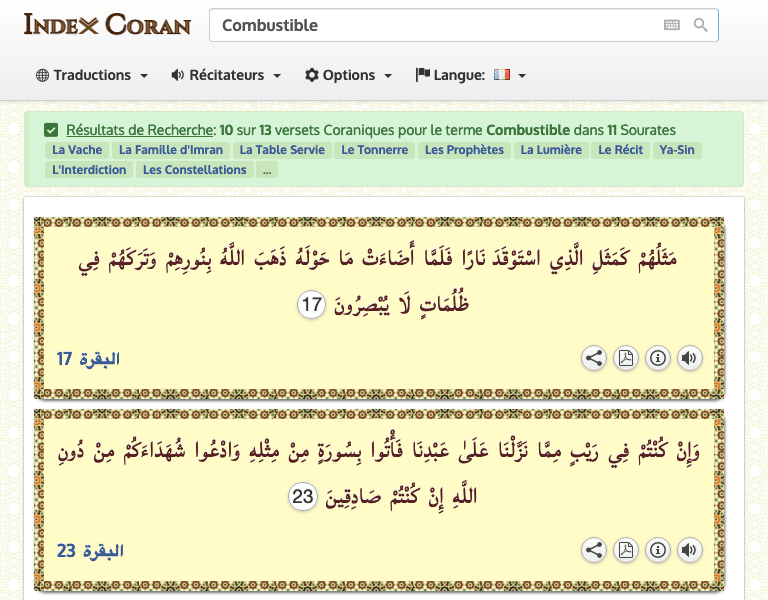 INDEX CORAN
Combustible
Traductions
Récitateurs
Options
Langue:
Résultats de Recherche: 10 sur 13 versets Coraniques pour le terme Combustible dans 11 Sourates
La Vache La Famille d'Imran La Table Servie Le Tonnerre Les Prophètes La Lumière Le Récit Ya-Sin
L'Interdiction Les Constellations ...
مَثَلُهُمْ كَمَثَلِ الَّذِي اسْتَوْقَدَ نَارًا فَلَمَّا أَضَاءَتْ مَا حَوْلَهُ ذَهَبَ اللَّهُ بِنُورِهِمْ وَتَرَكَهُمْ فِي
ظُلُمَاتٍ لَا يُبْصِرُونَ 17
البقرة 17
وَإِنْ كُنْتُمْ فِي رَيْبٍ مِمَّا نَزَّلْنَا عَلَىٰ عَبْدِنَا فَأْتُوا بِسُورَةٍ مِنْ مِثْلِهِ وَادْعُوا شُهَدَاءَكُمْ مِنْ دُونِ
اللَّهِ إِنْ كُنْتُمْ صَادِقِينَ 23
البقرة 23